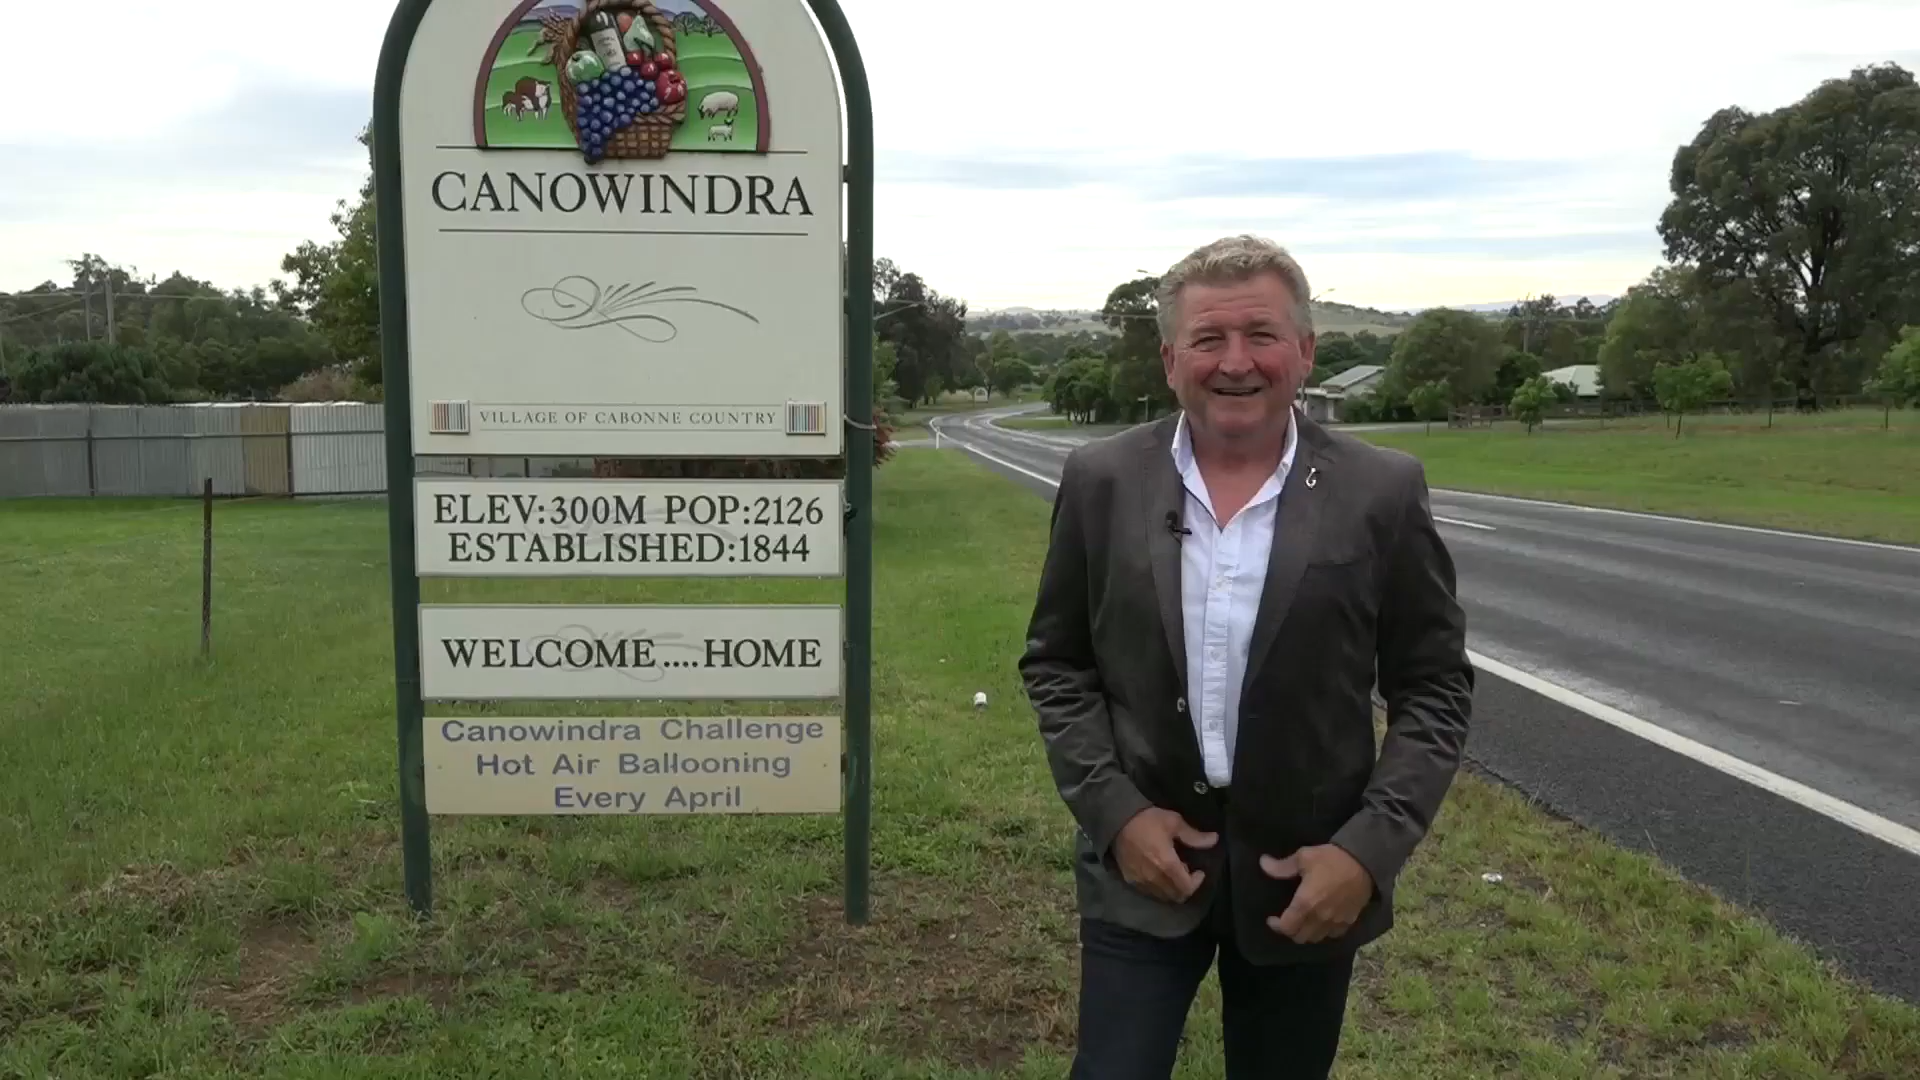 CANOWINDRA
VILLAGE OF CABONNE COUNTRY
ELEV:300M POP:2126
ESTABLISHED:1844
WELCOME....HOME
Canowindra Challenge
Hot Air Ballooning
Every April